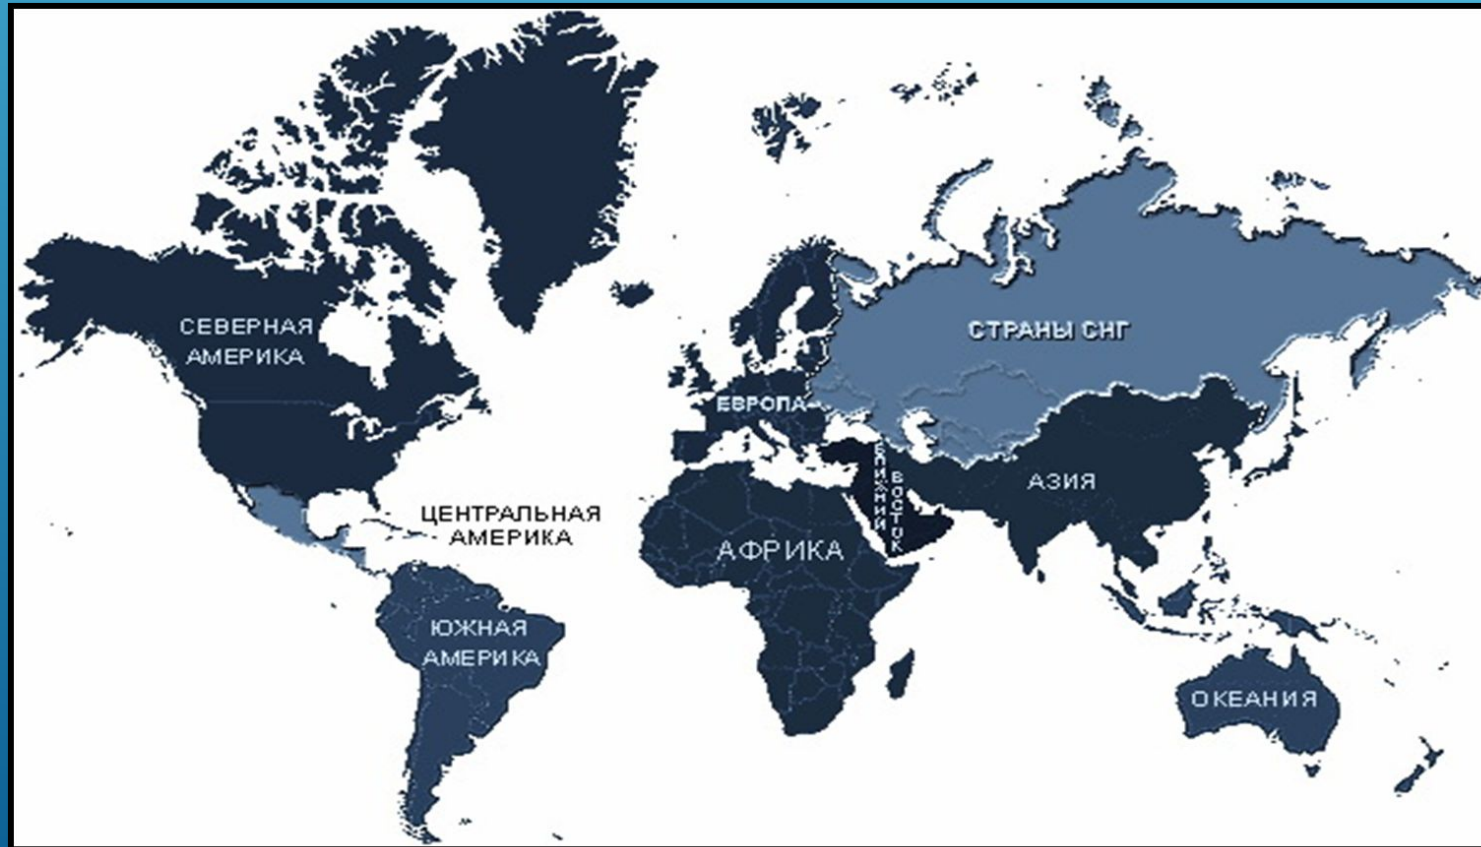 СЕВЕРНАЯ
АМЕРИКА
СТРАНЫ СНГ
ЕВРОПА
БЛИЖНИЙ
ВОСТОК
АЗИЯ
ЦЕНТРАЛЬНАЯ
АМЕРИКА
АФРИКА
ЮЖНАЯ
АМЕРИКА
ОКЕАНИЯ